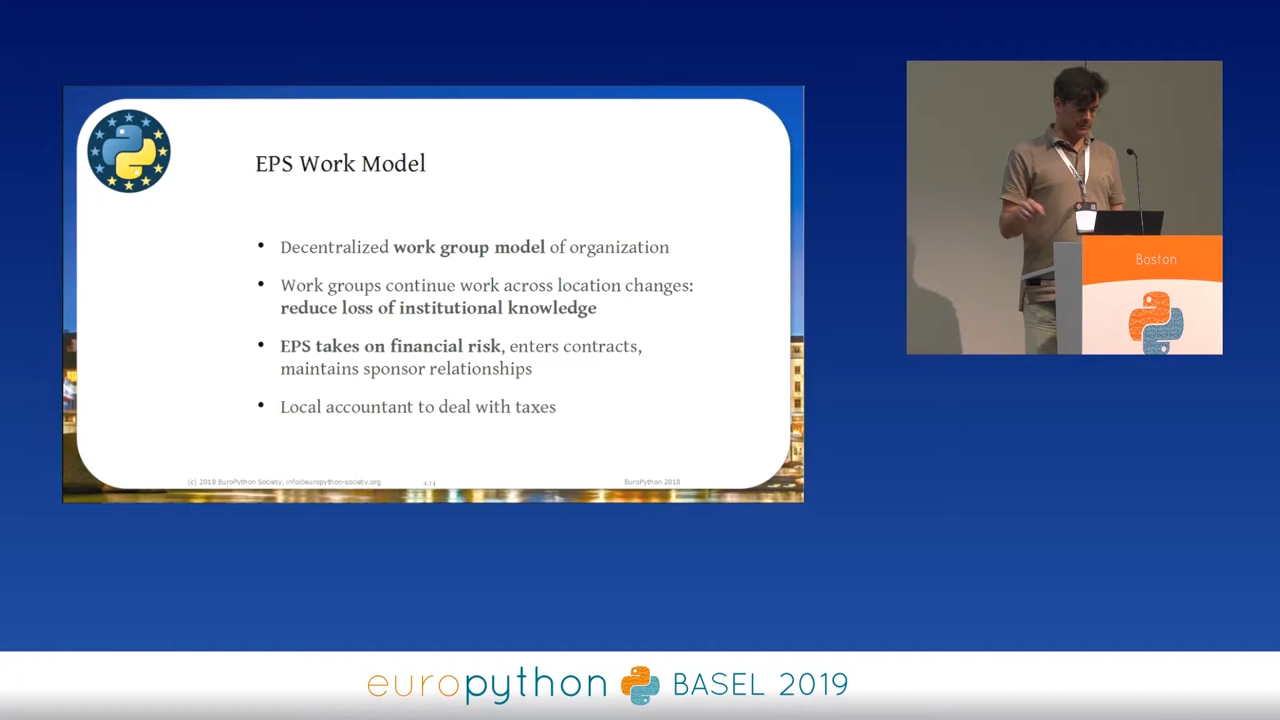 EPS Work Model
Decentralized work group model of organization
Work groups continue work across location changes:
reduce loss of institutional knowledge
EPS takes on financial risk, enters contracts,
maintains sponsor relationships
Local accountant to deal with taxes
(c) 2018 EuroPython Society, info@europython-society.org
4:14
EuroPython 2018
Boston
europython BASEL 2019